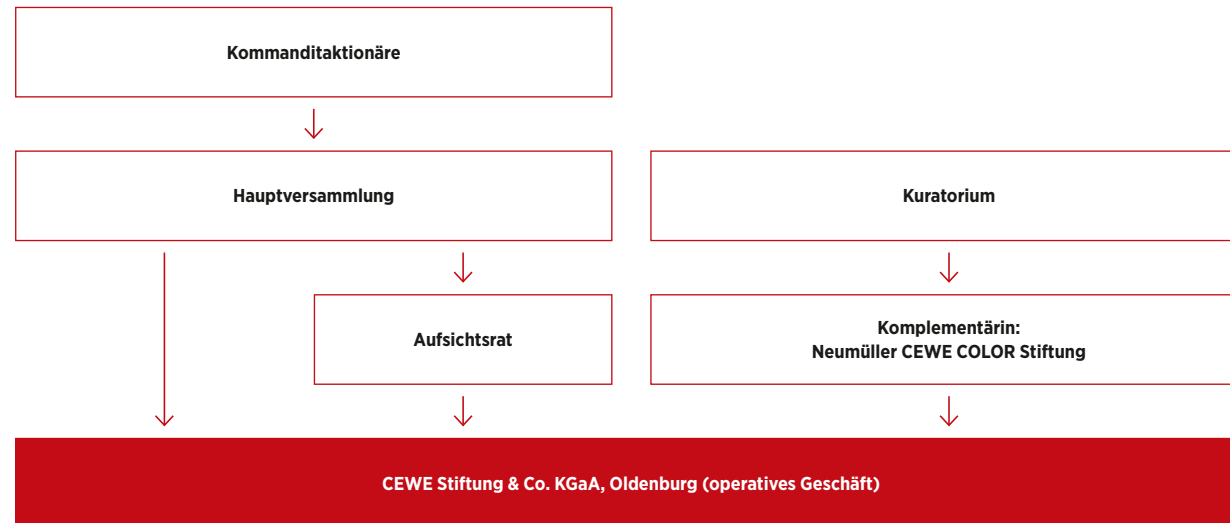 Kommanditaktionäre
Hauptversammlung
Kuratorium
Aufsichtsrat
Komplementärin:
Neumüller CEWE COLOR Stiftung
CEWE Stiftung & Co. KGaA, Oldenburg (operatives Geschäft)